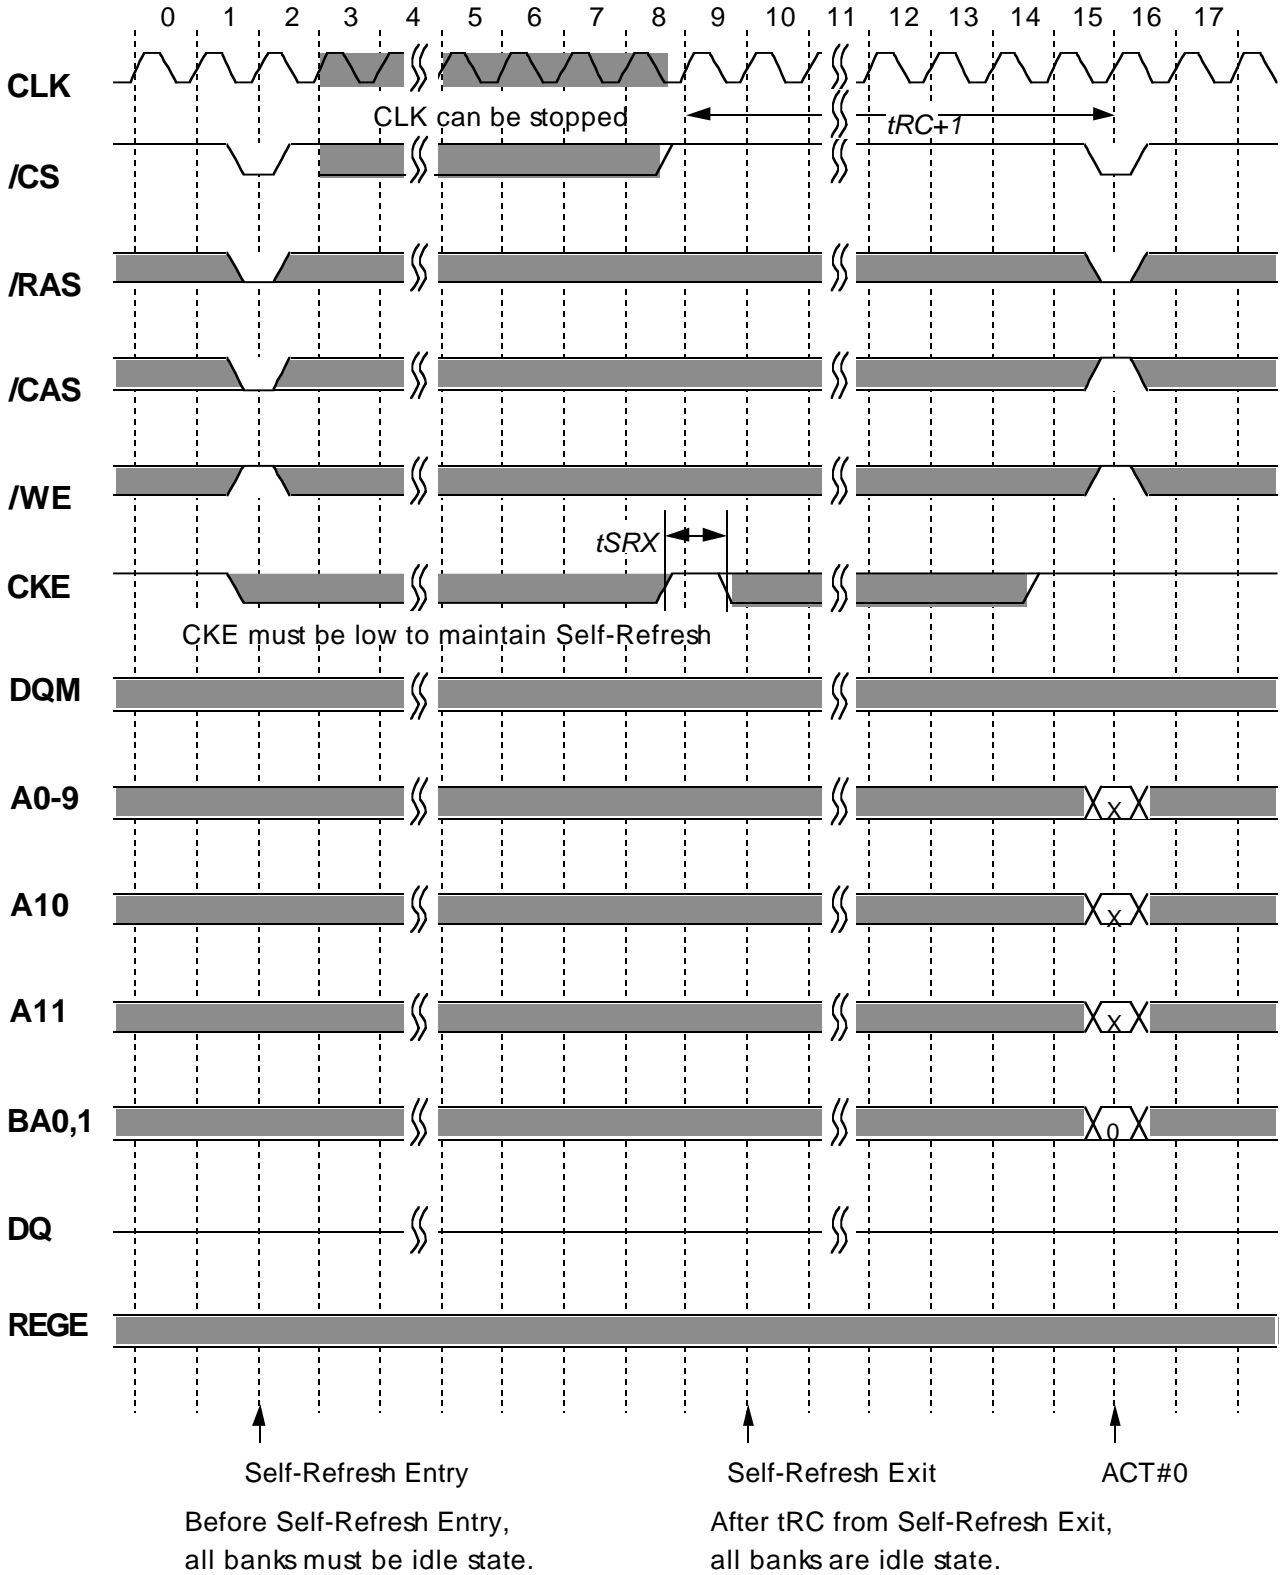 0 1 2 3 4 5 6 7 8 9 10 11 12 13 14 15 16 17
CLK
CLK can be stopped
tRC+1
/CS
/RAS
/CAS
/WE
tSRX
CKE
CKE must be low to maintain Self-Refresh
DQM
A0-9
X
A10
X
A11
X
BA0,1
0
DQ
REGE
Self-Refresh Entry
Self-Refresh Exit
ACT#0
Before Self-Refresh Entry,
all banks must be idle state.
After tRC from Self-Refresh Exit,
all banks are idle state.